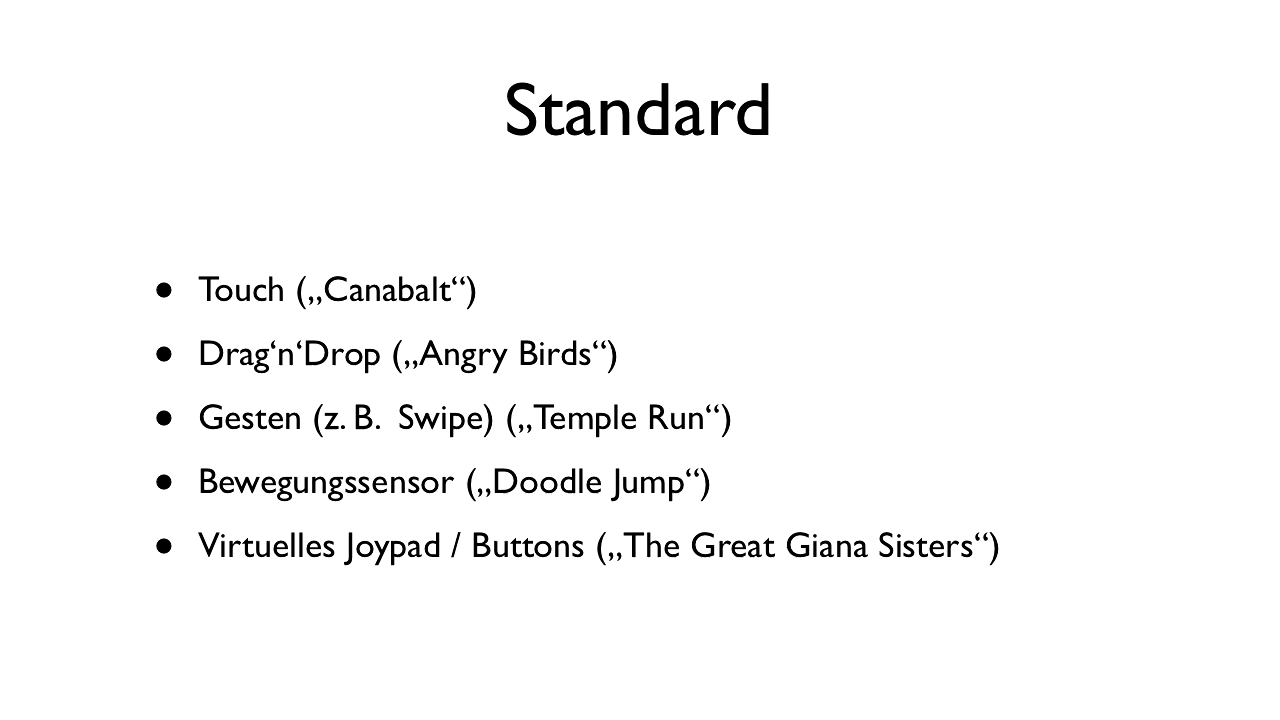 Standard
• Touch („Canabalt“)
• Drag‘n‘Drop („Angry Birds“)
• Gesten (z. B.  Swipe) („Temple Run“)
• Bewegungssensor („Doodle Jump“)
• Virtuelles Joypad / Buttons („The Great Giana Sisters“)